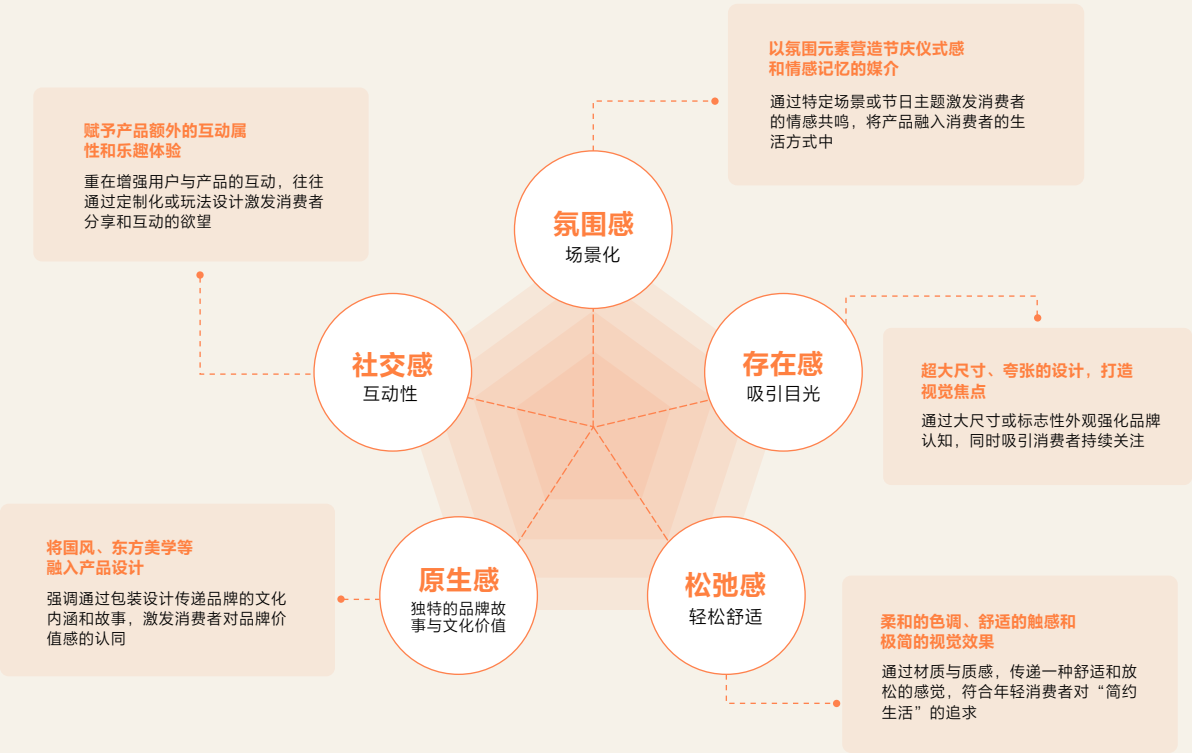 以氛围元素营造节庆仪式感
和情感记忆的媒介
通过特定场景或节日主题激发消费者
的情感共鸣，将产品融入消费者的生
活方式中
赋予产品额外的互动属
性和乐趣体验
重在增强用户与产品的互动，往往
通过定制化或玩法设计激发消费者
分享和互动的欲望
氛围感
场景化
社交感
互动性
存在感
吸引目光
超大尺寸、夸张的设计，打造
视觉焦点
通过大尺寸或标志性外观强化品牌
认知，同时吸引消费者持续关注
将国风、东方美学等
融入产品设计
强调通过包装设计传递品牌的文化
内涵和故事，激发消费者对品牌价
值感的认同
原生感
独特的品牌故
事与文化价值
松弛感
轻松舒适
柔和的色调、舒适的触感和
极简的视觉效果
通过材质与质感，传递一种舒适和放
松的感觉，符合年轻消费者对“简约
生活”的追求